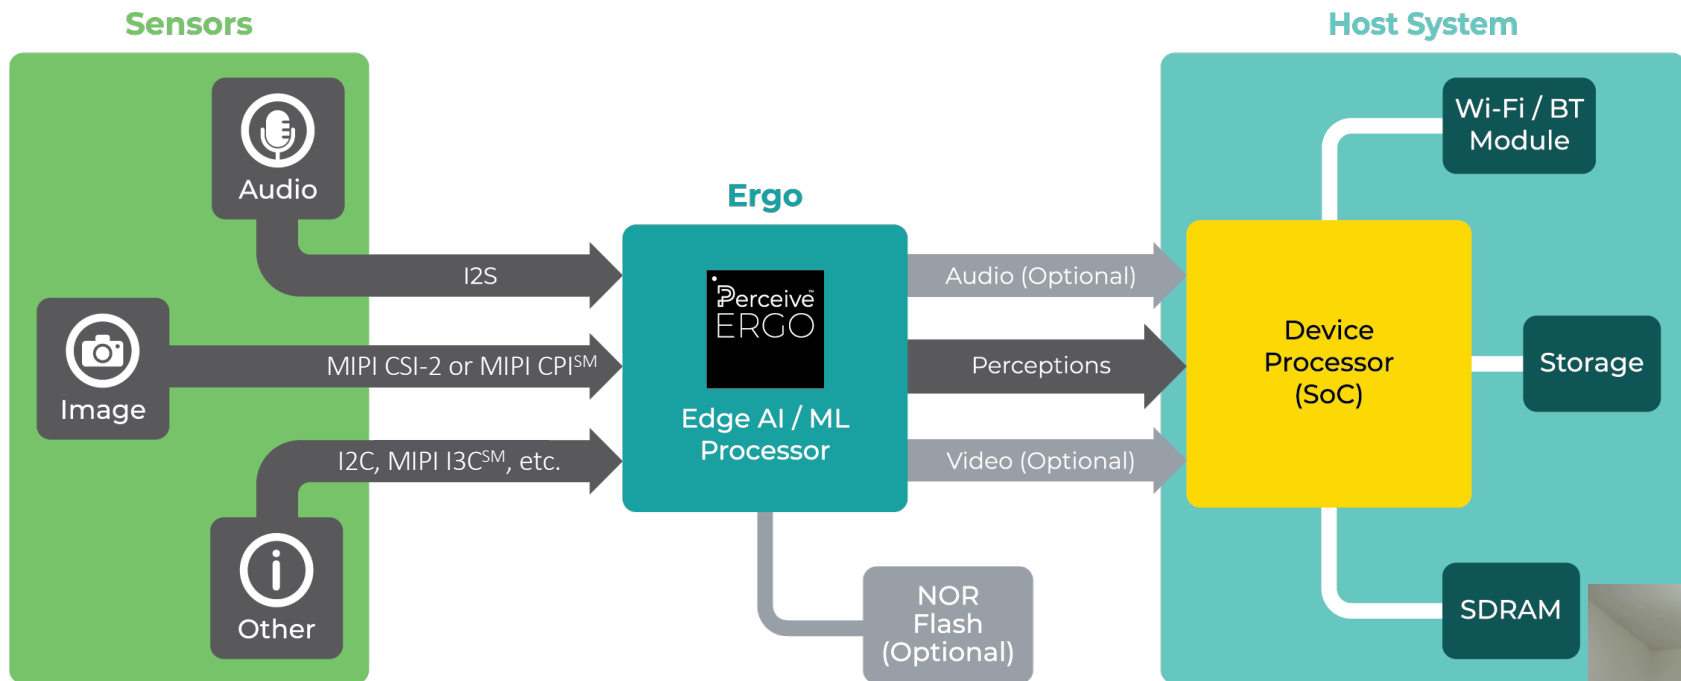 Sensors
Host System
Audio
Wi-Fi / BT
Module
Ergo
I2S
Perceive™
ERGO
Audio (Optional)
Image
MIPI CSI-2 or MIPI CPI℠
Edge AI / ML
Processor
Perceptions
Device
Processor
(SoC)
Storage
I2C, MIPI I3C℠, etc.
Video (Optional)
Other
NOR
Flash
(Optional)
SDRAM